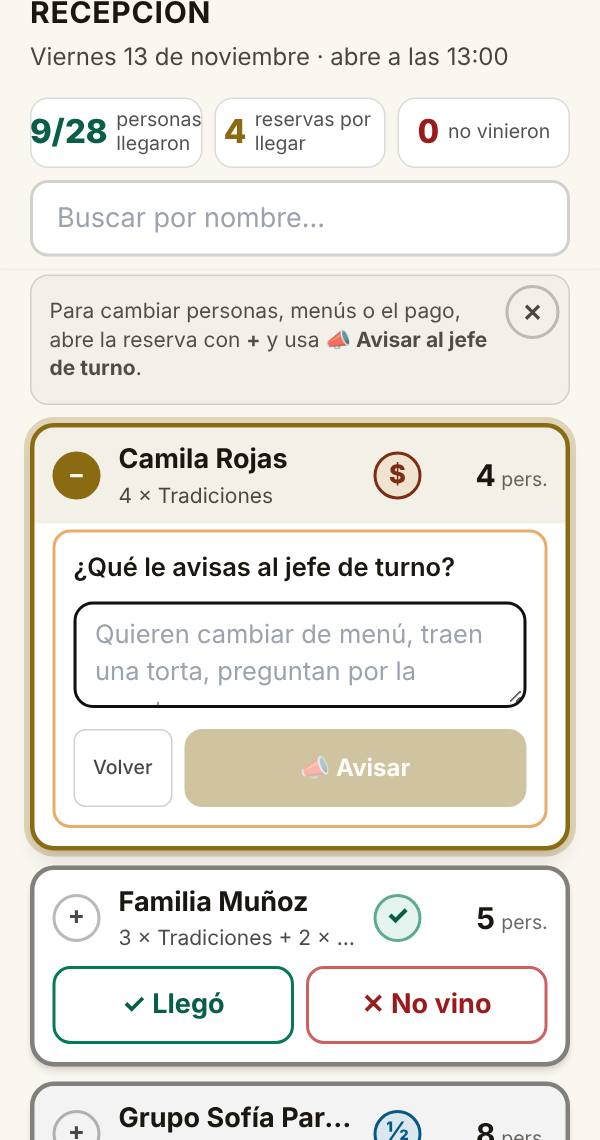 RECEPCIÓN
Viernes 13 de noviembre · abre a las 13:00
9/28 personas llegaron
4 reservas por llegar
0 no vinieron
Buscar por nombre...
Para cambiar personas, menús o el pago,
abre la reserva con + y usa 📣 Avisar al jefe
de turno.
✕
− Camila Rojas $ 4 pers.
4 × Tradiciones
¿Qué le avisas al jefe de turno?
Quieren cambiar de menú, traen
una torta, preguntan por la
Volver
📣 Avisar
+ Familia Muñoz ✓ 5 pers.
3 × Tradiciones + 2 × ...
✓ Llegó
✕ No vino
+ Grupo Sofía Par... ½ 8 pers.